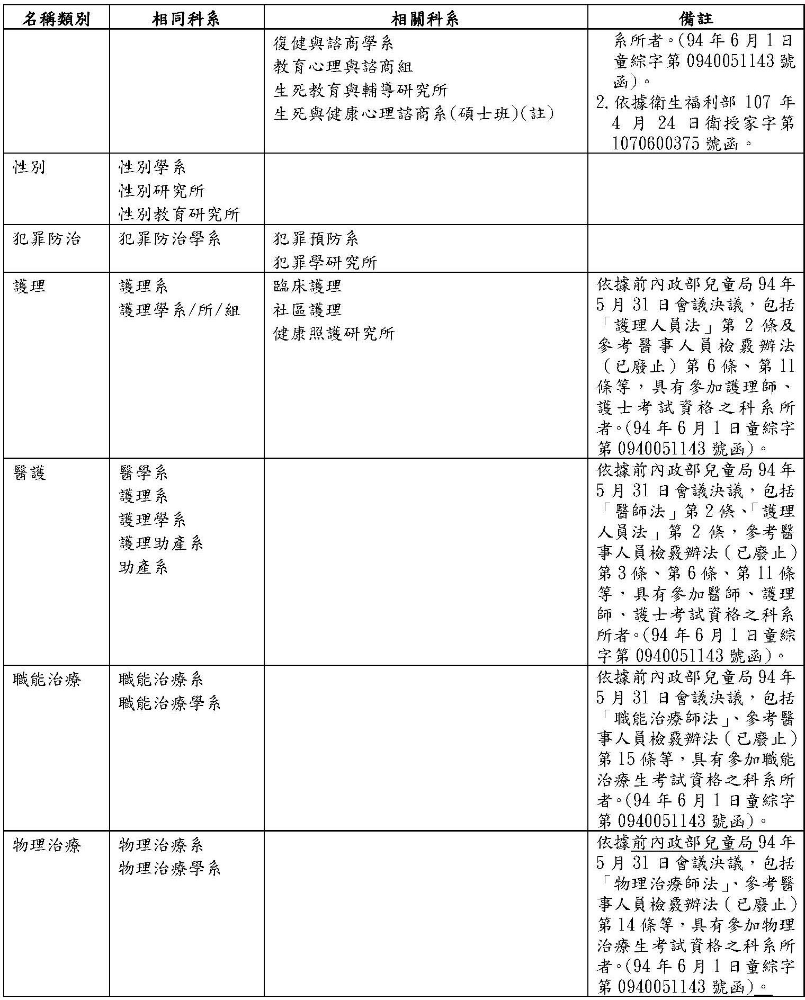 名稱類別 相同科系 相關科系 備註
復健與諮商學系
教育心理與諮商組
生死教育與輔導研究所
生死與健康心理諮商系(碩士班)(註)
系所者。(94 年 6 月 1 日
童綜字第 0940051143 號
函)。
2. 依據衛生福利部 107 年
4 月 24 日衛授家字第
1070600375 號函。
性別
性別學系
性別研究所
性別教育研究所
犯罪防治
犯罪防治學系
犯罪預防系
犯罪學研究所
護理
護理系
護理學系/所/組
臨床護理
社區護理
健康照護研究所
依據前內政部兒童局 94 年
5 月 31 日會議決議，包括
「護理人員法」第 2 條及
參考醫事人員檢覈辦法
（已廢止）第 6 條、第 11
條等，具有參加護理師、
護士考試資格之科系所
者。(94 年 6 月 1 日童綜字
第 0940051143 號函)。
醫護
醫學系
護理系
護理學系
護理助產系
助產系
依據前內政部兒童局 94 年
5 月 31 日會議決議，包括
「醫師法」第 2 條、「護理
人員法」第 2 條，參考醫
事人員檢覈辦法（已廢止）
第 3 條、第 6 條、第 11 條
等，具有參加醫師、護理
師、護士考試資格之科系
所者。(94 年 6 月 1 日童綜
字第 0940051143 號函)。
職能治療
職能治療系
職能治療學系
依據前內政部兒童局 94 年
5 月 31 日會議決議，包括
「職能治療師法」、參考醫
事人員檢覈辦法（已廢止）
第 15 條等，具有參加職能
治療生考試資格之科系所
者。(94 年 6 月 1 日童綜字
第 0940051143 號函)。
物理治療
物理治療系
物理治療學系
依據前內政部兒童局 94 年
5 月 31 日會議決議，包括
「物理治療師法」、參考醫
事人員檢覈辦法（已廢止）
第 14 條等，具有參加物理
治療生考試資格之科系所
者。(94 年 6 月 1 日童綜字
第 0940051143 號函)。